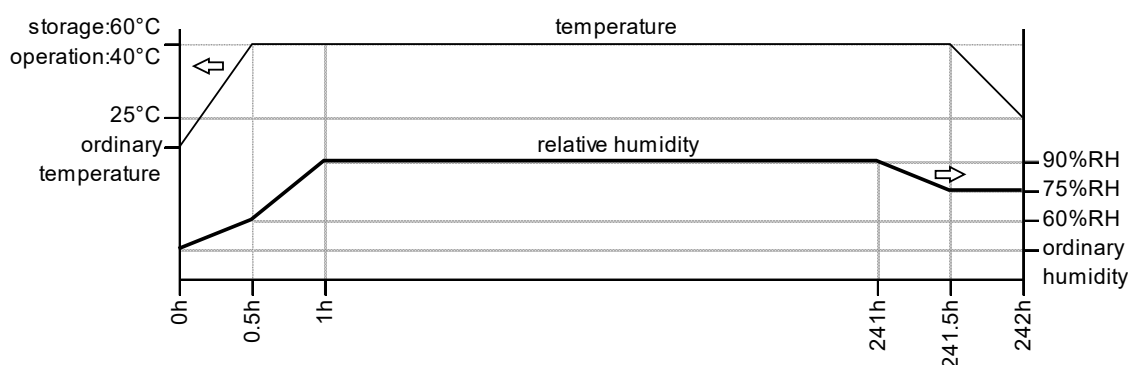 storage:60°C
operation:40°C
temperature
25°C
ordinary
temperature
relative humidity
90%RH
75%RH
60%RH
ordinary
humidity
0h
0.5h
1h
241h
241.5h
242h